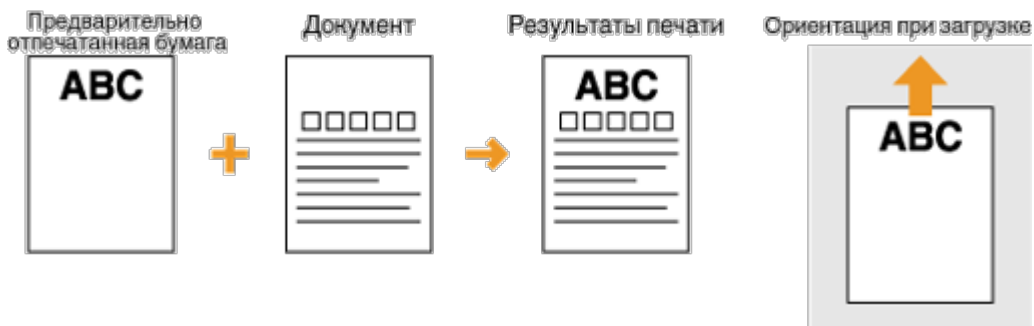 Предварительно
отпечатанная бумага
Документ
Результаты печати
Ориентация при загрузке
ABC
ABC
ABC